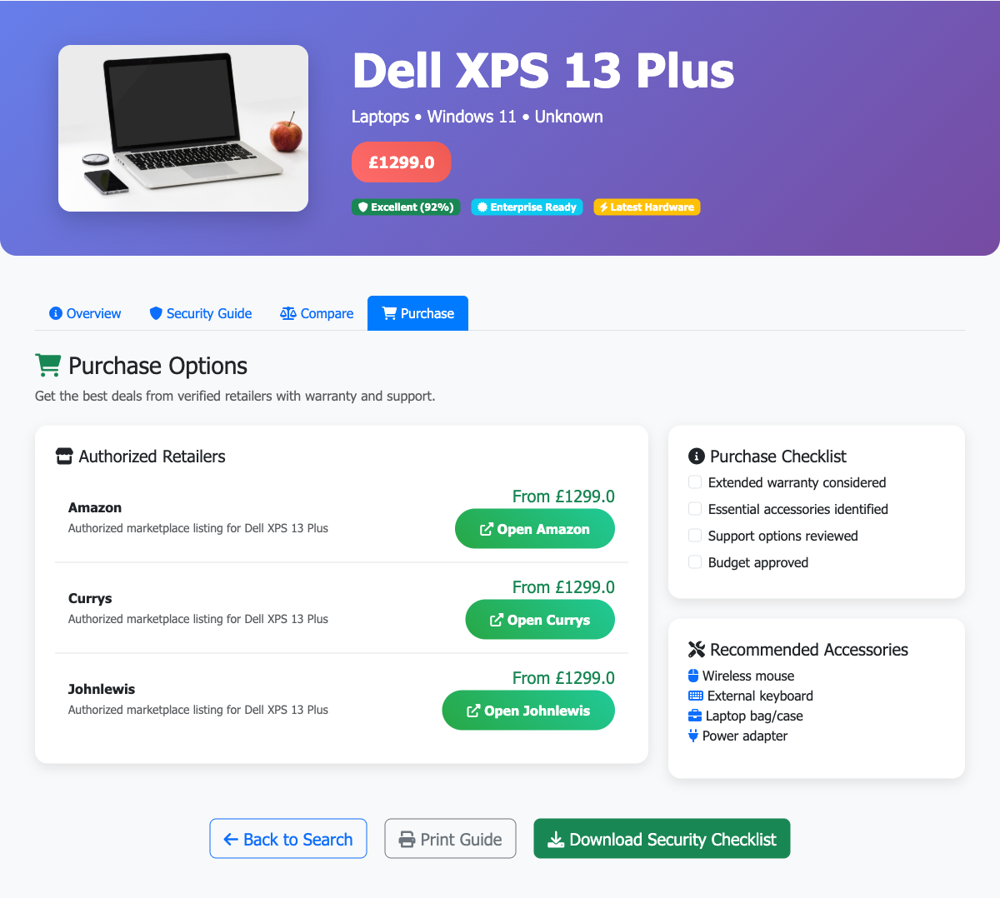 Dell XPS 13 Plus
Laptops • Windows 11 • Unknown
£1299.0
Excellent (92%) Enterprise Ready Latest Hardware
Overview Security Guide Compare Purchase
Purchase Options
Get the best deals from verified retailers with warranty and support.
Authorized Retailers
Amazon
Authorized marketplace listing for Dell XPS 13 Plus
From £1299.0
Open Amazon
Currys
Authorized marketplace listing for Dell XPS 13 Plus
From £1299.0
Open Currys
Johnlewis
Authorized marketplace listing for Dell XPS 13 Plus
From £1299.0
Open Johnlewis
Purchase Checklist
Extended warranty considered
Essential accessories identified
Support options reviewed
Budget approved
Recommended Accessories
Wireless mouse
External keyboard
Laptop bag/case
Power adapter
Back to Search Print Guide Download Security Checklist